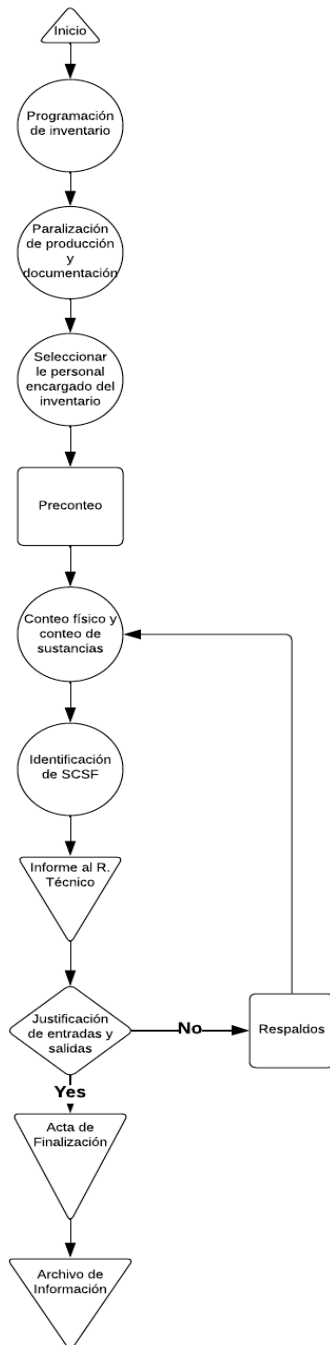 Inicio
Programación
de inventario
Paralización
de producción
y
documentación
Seleccionar
le personal
encargado del
inventario
Preconteo
Conteo físico y
conteo de
sustancias
Identificación
de SCSF
Informe al R.
Técnico
Justificación
de entradas y
salidas
No
Respaldos
Yes
Acta de
Finalización
Archivo de
Información